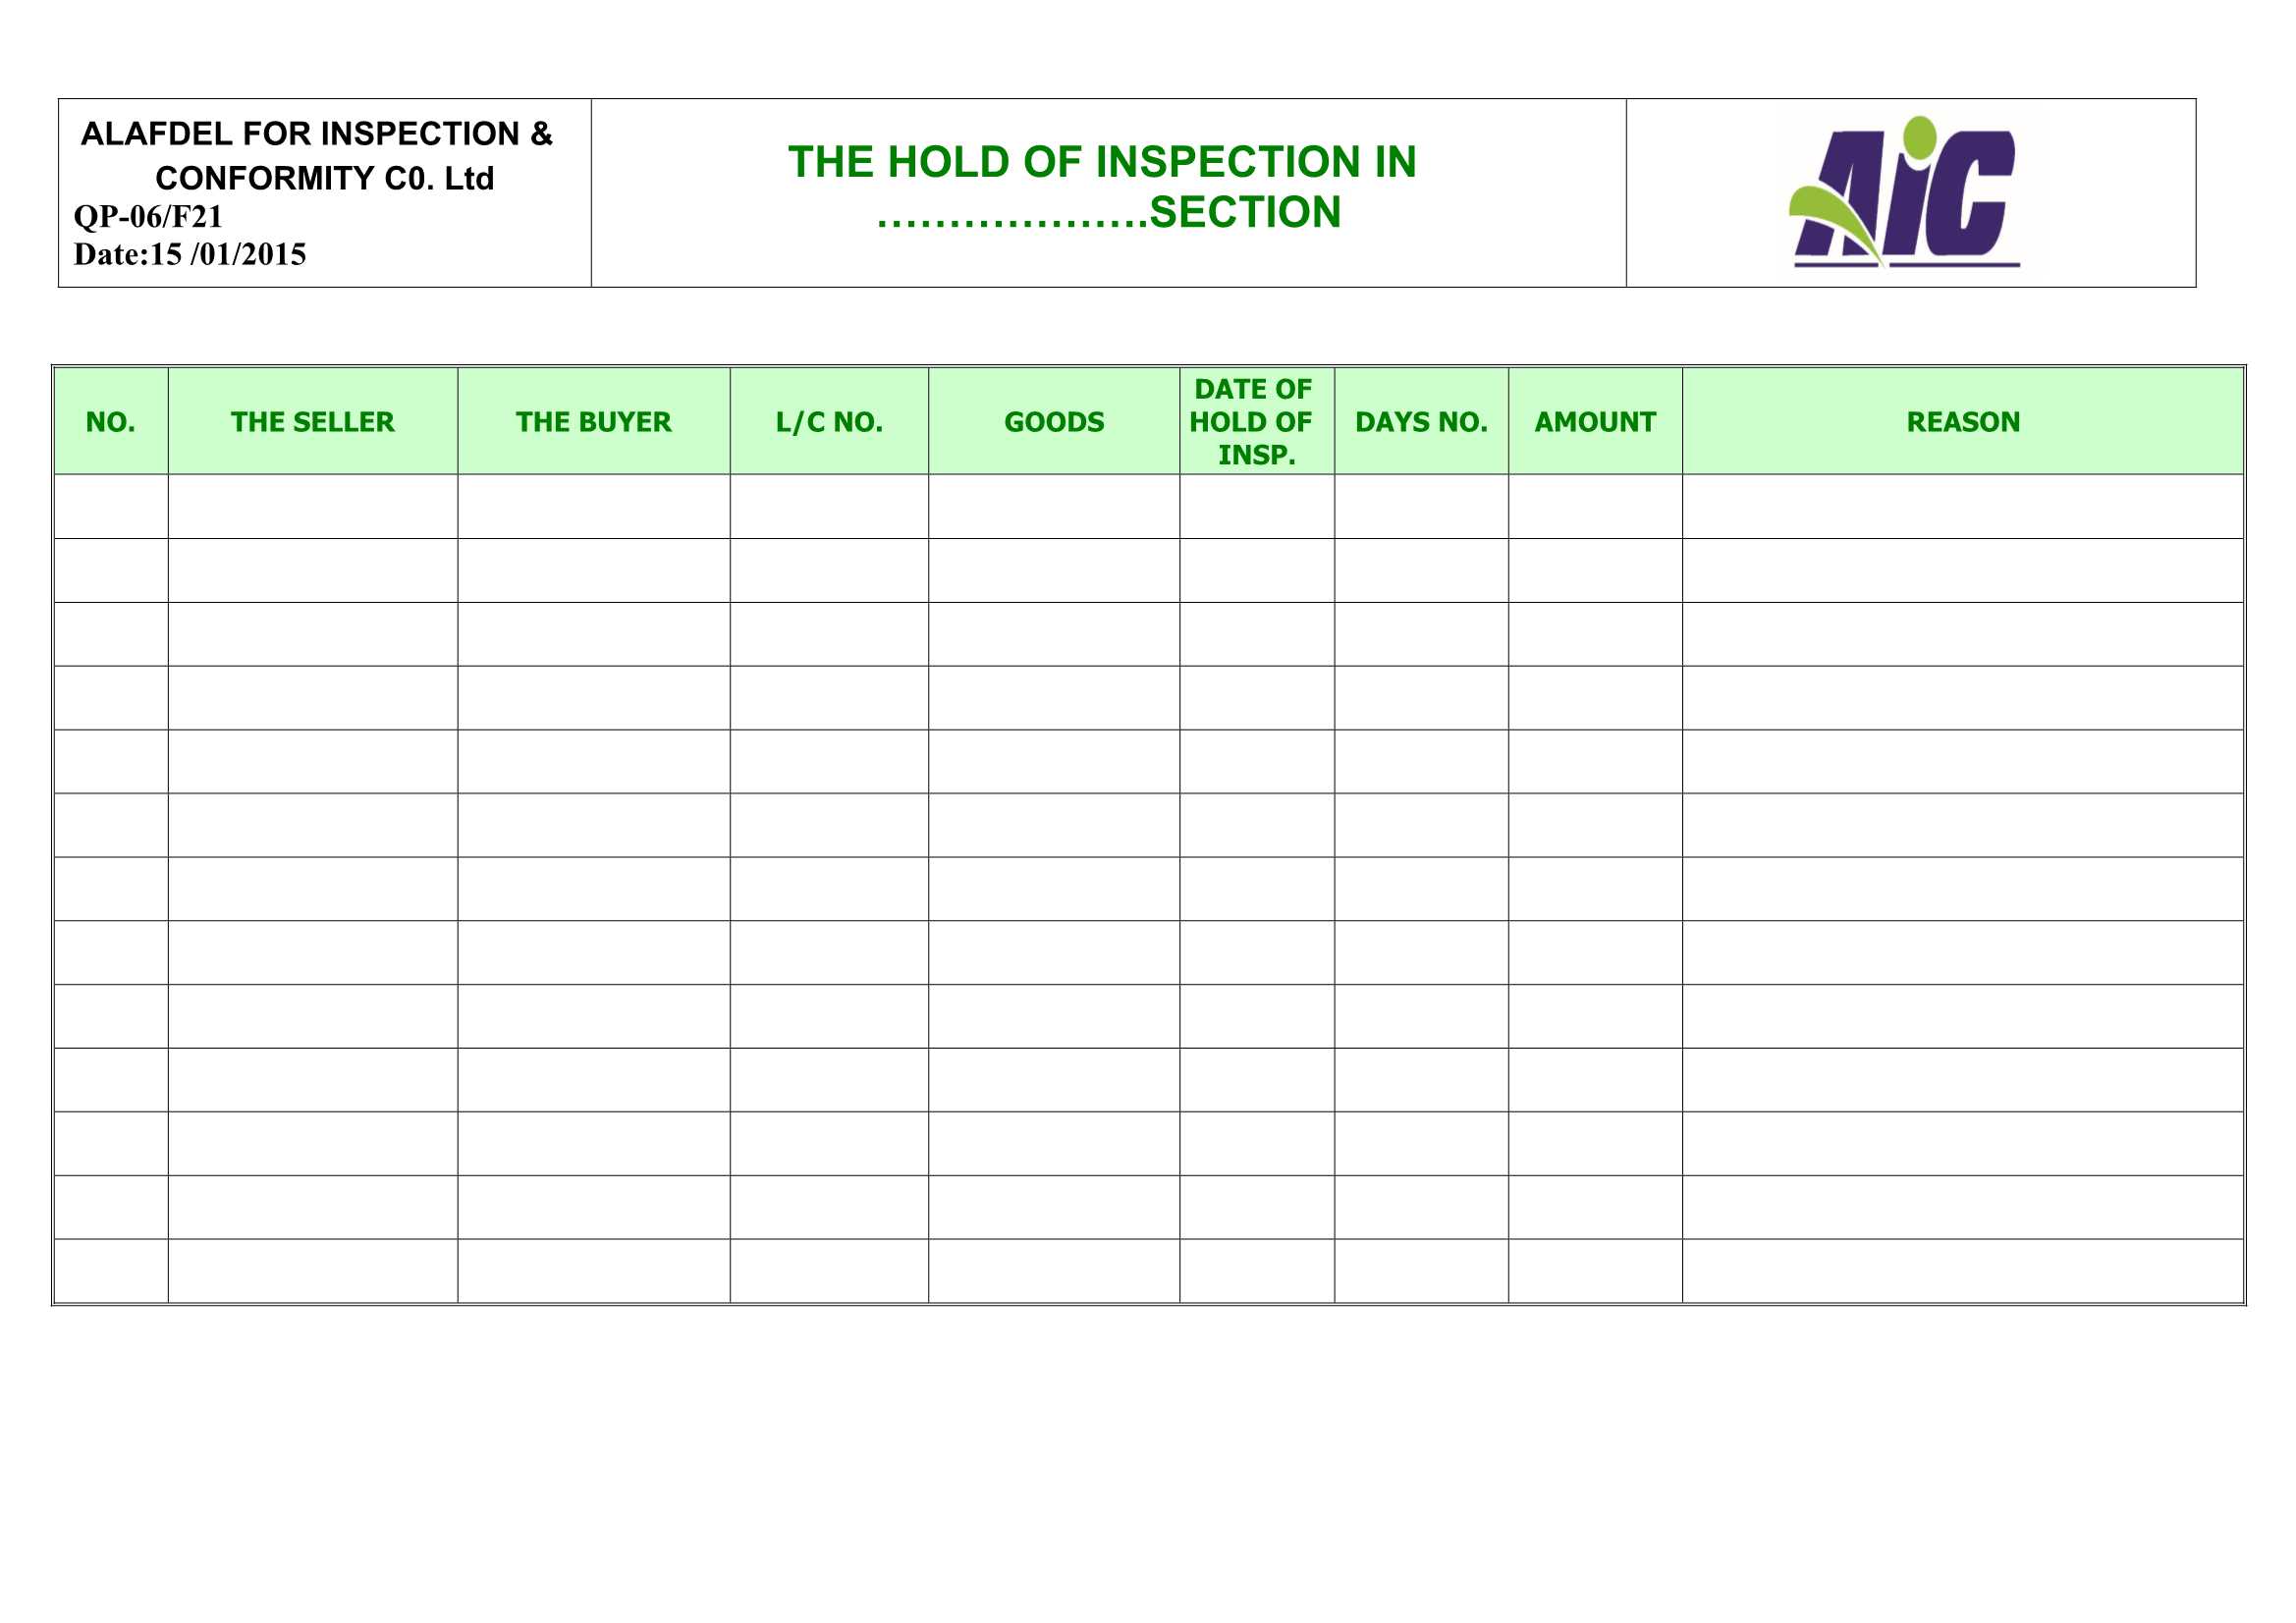 ALAFDEL FOR INSPECTION &
CONFORMITY C0. Ltd
QP-06/F21
Date:15 /01/2015
THE HOLD OF INSPECTION IN
...................SECTION
AiC
NO.
THE SELLER
THE BUYER
L/C NO.
GOODS
DATE OF
HOLD OF
INSP.
DAYS NO.
AMOUNT
REASON